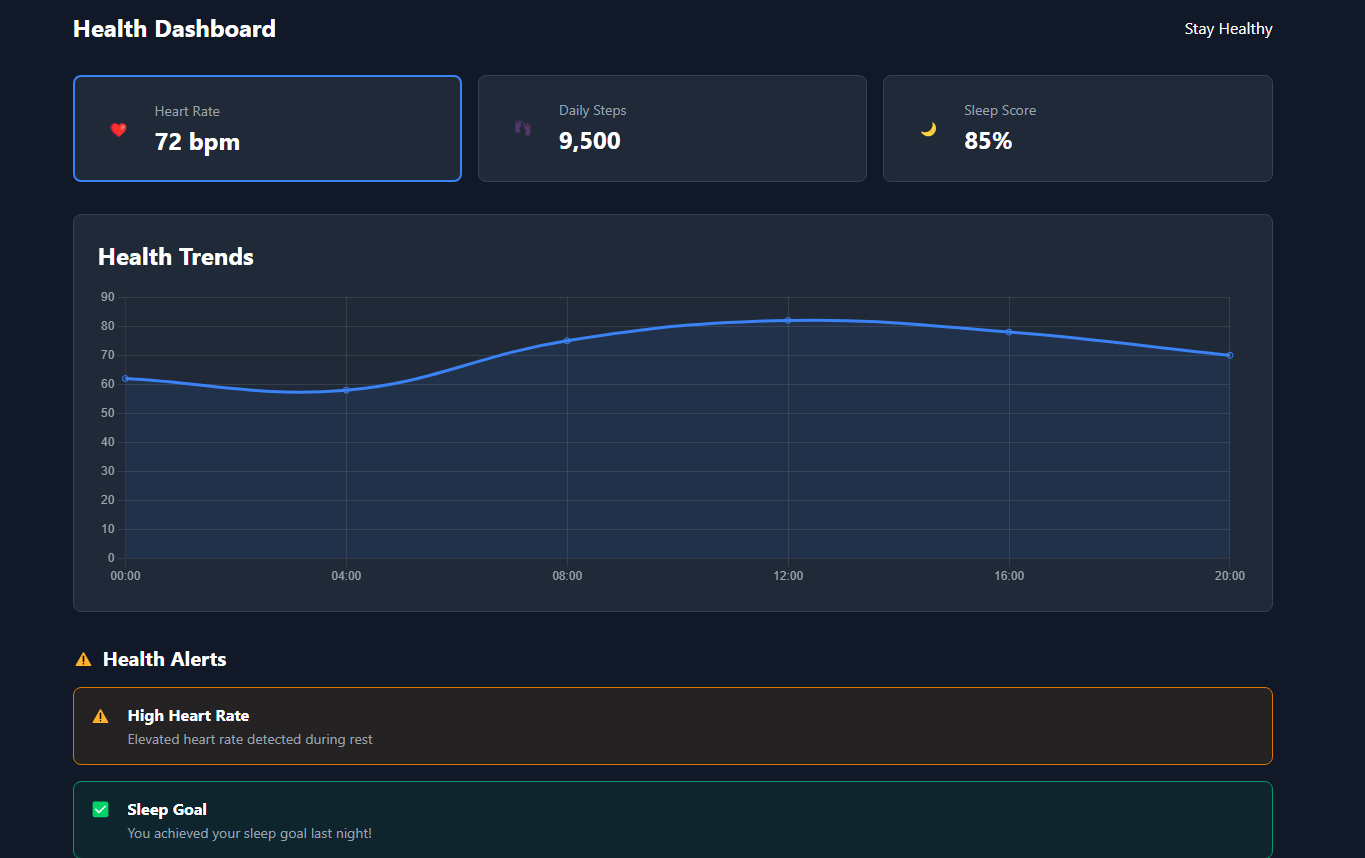 Health Dashboard
Stay Healthy
Heart Rate
72 bpm
Daily Steps
9,500
Sleep Score
85%
Health Trends
90
80
70
60
50
40
30
20
10
0
00:00 04:00 08:00 12:00 16:00 20:00
Health Alerts
High Heart Rate
Elevated heart rate detected during rest
Sleep Goal
You achieved your sleep goal last night!